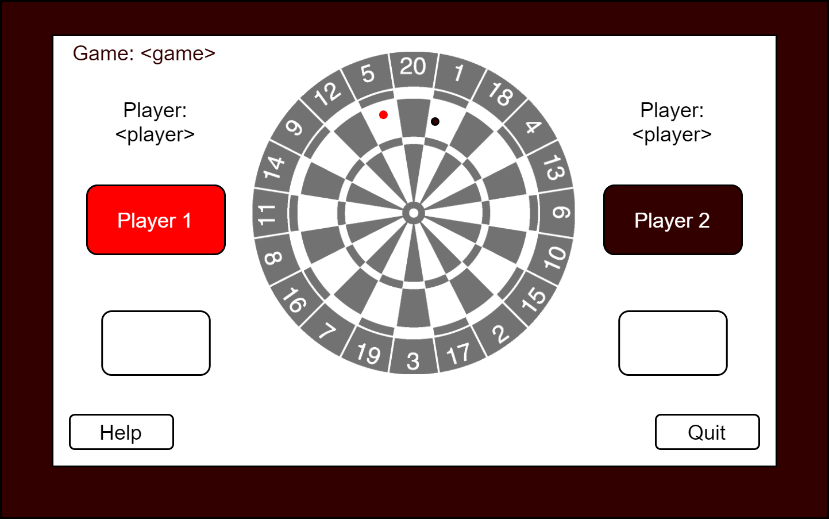 Game: <game>
Player:
<player>
Player 1
Player:
<player>
Player 2
20
1
18
4
13
6
10
15
2
17
3
19
7
16
8
11
14
9
12
5
Help
Quit